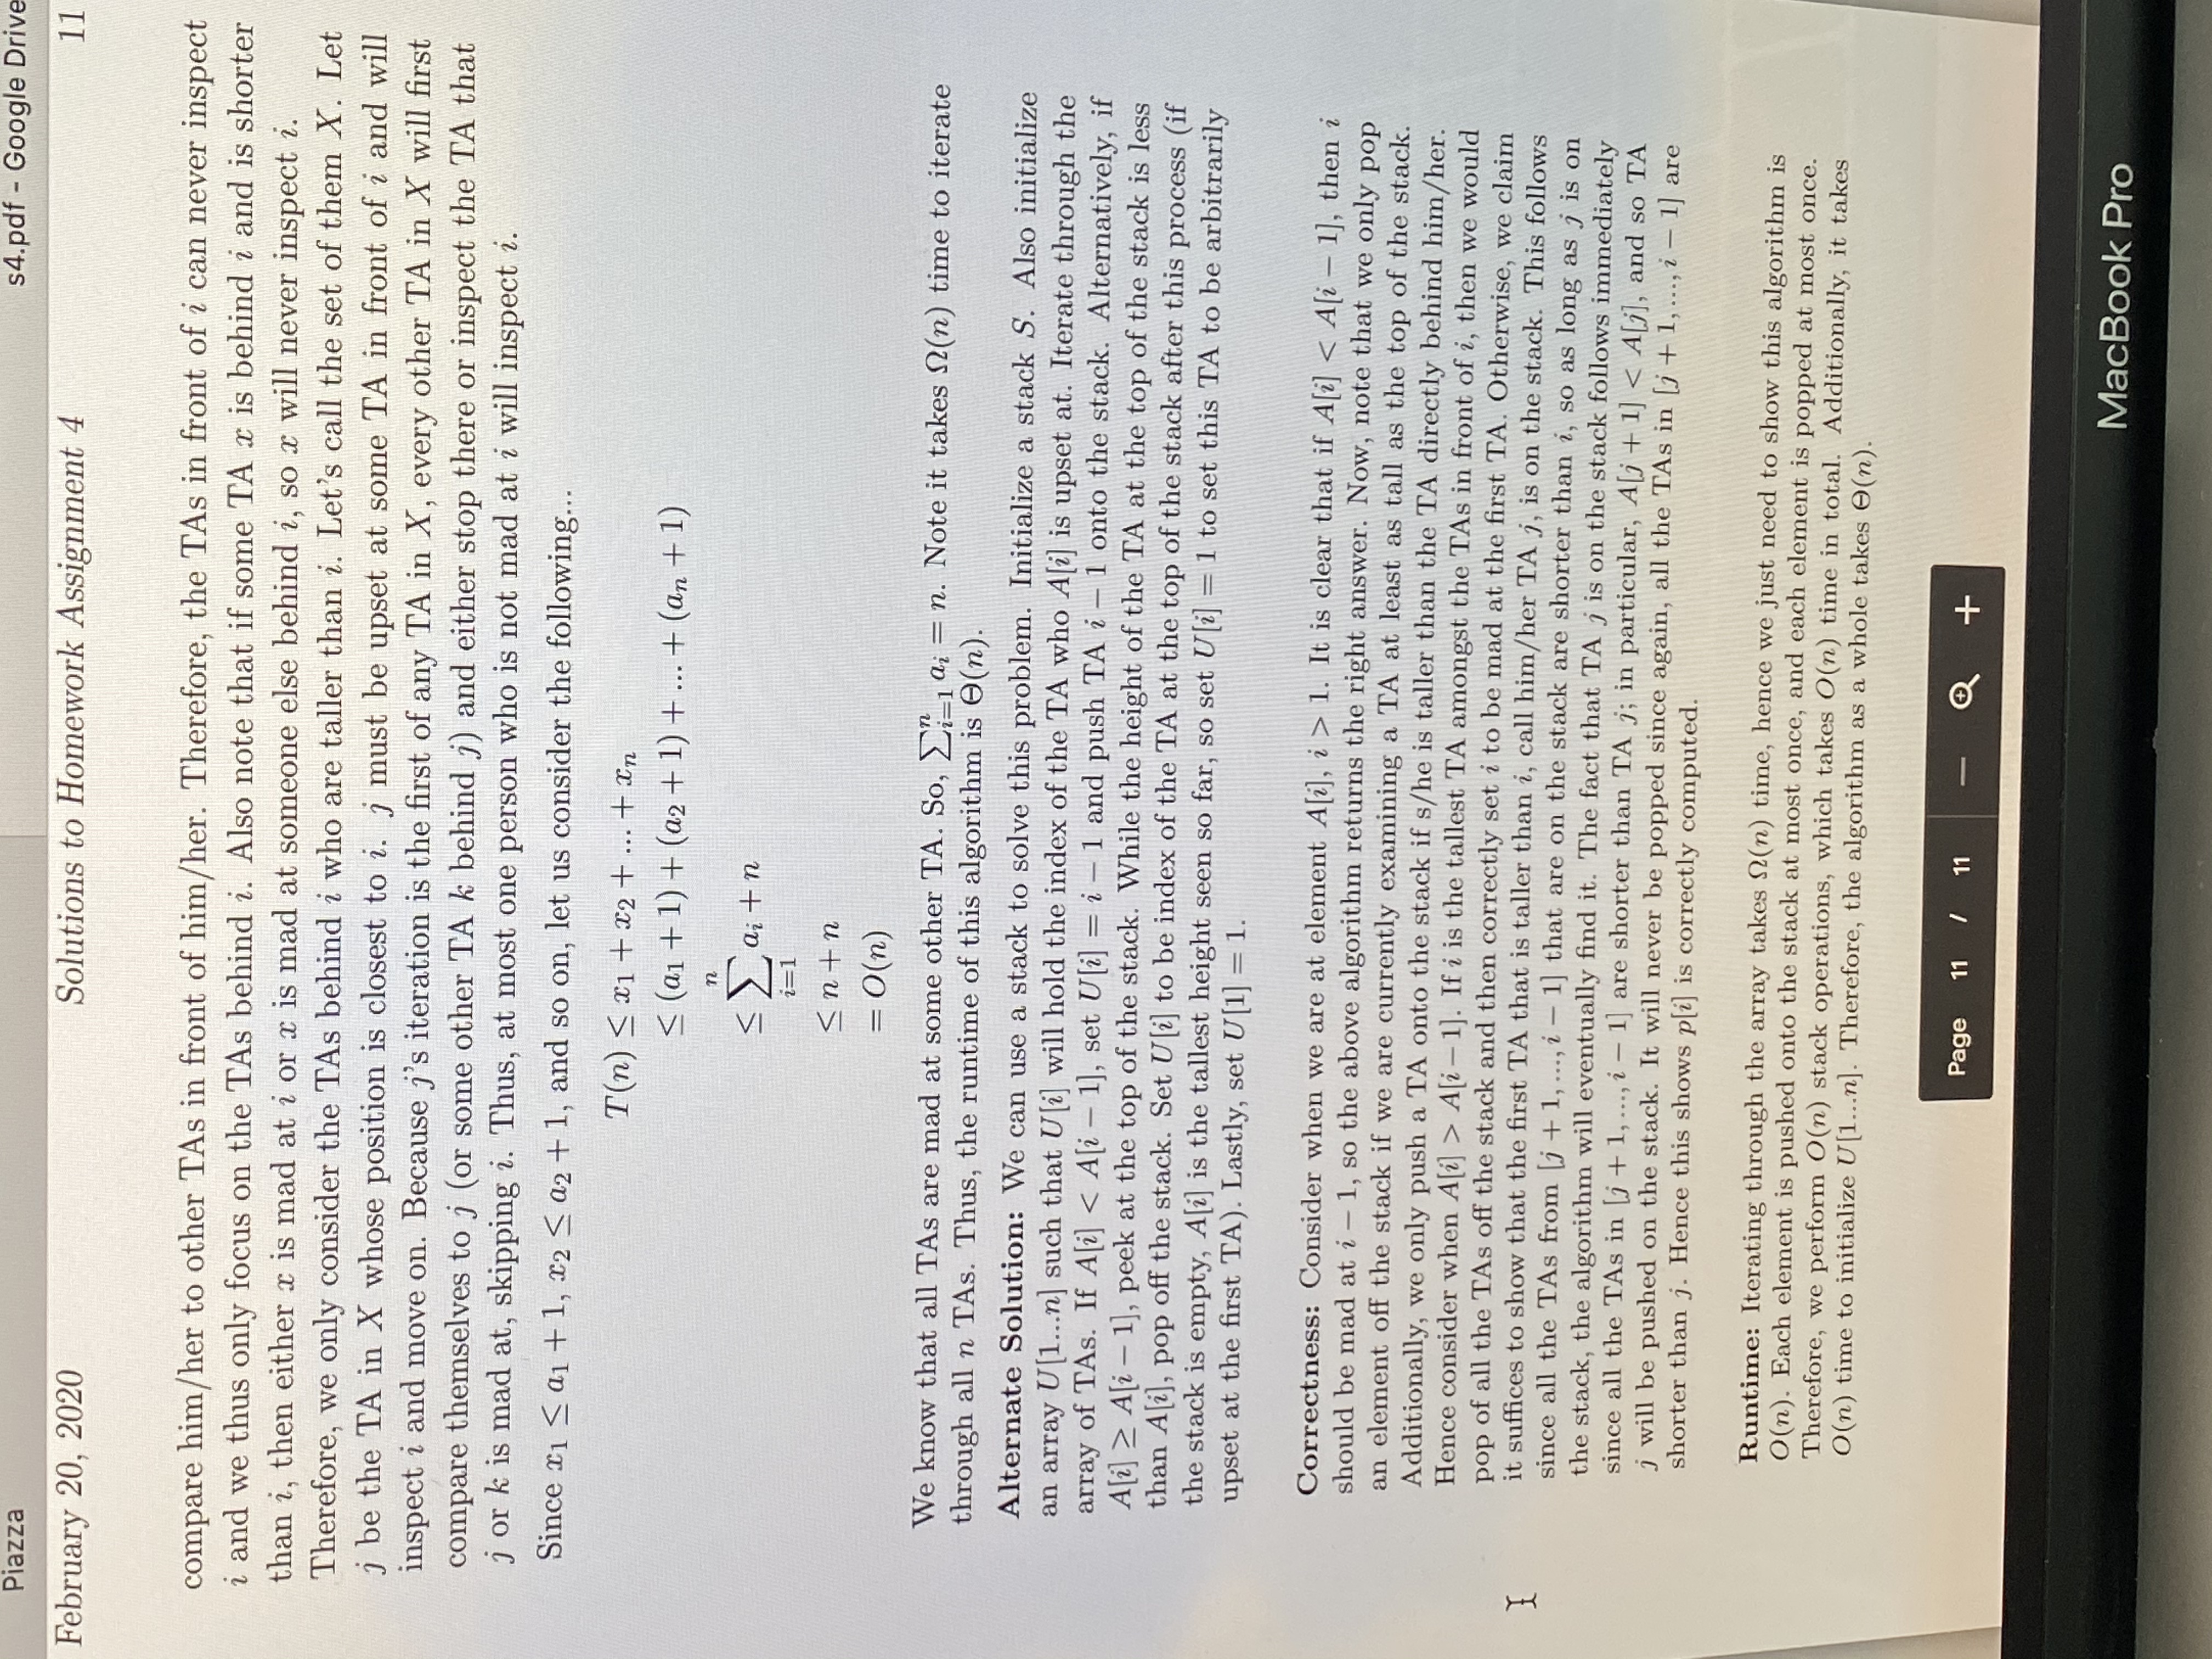 Piazza
s4.pdf - Google Drive
February 20, 2020 Solutions to Homework Assignment 4 11
compare him/her to other TAs in front of him/her. Therefore, the TAs in front of i can never inspect
i and we thus only focus on the TAs behind i. Also note that if some TA x is behind i and is shorter
than i, then either x is mad at i or x is mad at someone else behind i, so x will never inspect i.
Therefore, we only consider the TAs behind i who are taller than i. Let's call the set of them X. Let
j be the TA in X whose position is closest to i. j must be upset at some TA in front of i and will
inspect i and move on. Because j's iteration is the first of any TA in X, every other TA in X will first
compare themselves to j (or some other TA k behind j) and either stop there or inspect the TA that
j or k is mad at, skipping i. Thus, at most one person who is not mad at i will inspect i.
Since x₁ ≤ a₁ + 1, x₂ ≤ a₂ + 1, and so on, let us consider the following...
T(n) ≤ x₁ + x₂ + ... + xₙ
≤ (a₁ + 1) + (a₂ + 1) + ... + (aₙ + 1)
≤ ∑ⁿᵢ₌₁ aᵢ + n
≤ n + n
= O(n)
We know that all TAs are mad at some other TA. So, ∑ⁿᵢ₌₁ aᵢ = n. Note it takes Ω(n) time to iterate
through all n TAs. Thus, the runtime of this algorithm is Θ(n).
Alternate Solution: We can use a stack to solve this problem. Initialize a stack S. Also initialize
an array U[1...n] such that U[i] will hold the index of the TA who A[i] is upset at. Iterate through the
array of TAs. If A[i] < A[i − 1], set U[i] = i − 1 and push TA i − 1 onto the stack. Alternatively, if
A[i] ≥ A[i − 1], peek at the top of the stack. While the height of the TA at the top of the stack is less
than A[i], pop off the stack. Set U[i] to be index of the TA at the top of the stack after this process (if
the stack is empty, A[i] is the tallest height seen so far, so set U[i] = 1 to set this TA to be arbitrarily
upset at the first TA). Lastly, set U[1] = 1.
Correctness: Consider when we are at element A[i], i > 1. It is clear that if A[i] < A[i − 1], then i
should be mad at i − 1, so the above algorithm returns the right answer. Now, note that we only pop
an element off the stack if we are currently examining a TA at least as tall as the top of the stack.
Additionally, we only push a TA onto the stack if s/he is taller than the TA directly behind him/her.
Hence consider when A[i] > A[i − 1]. If i is the tallest TA amongst the TAs in front of i, then we would
pop of all the TAs off the stack and then correctly set i to be mad at the first TA. Otherwise, we claim
it suffices to show that the first TA that is taller than i, call him/her TA j, is on the stack. This follows
since all the TAs from [j + 1, ..., i − 1] that are on the stack are shorter than i, so as long as j is on
the stack, the algorithm will eventually find it. The fact that TA j is on the stack follows immediately
since all the TAs in [j + 1, ..., i − 1] are shorter than TA j; in particular, A[j + 1] < A[j], and so TA
j will be pushed on the stack. It will never be popped since again, all the TAs in [j + 1, ..., i − 1] are
shorter than j. Hence this shows p[i] is correctly computed.
Runtime: Iterating through the array takes Ω(n) time, hence we just need to show this algorithm is
O(n). Each element is pushed onto the stack at most once, and each element is popped at most once.
Therefore, we perform O(n) stack operations, which takes O(n) time in total. Additionally, it takes
O(n) time to initialize U[1...n]. Therefore, the algorithm as a whole takes Θ(n).
Page 11 / 11
MacBook Pro